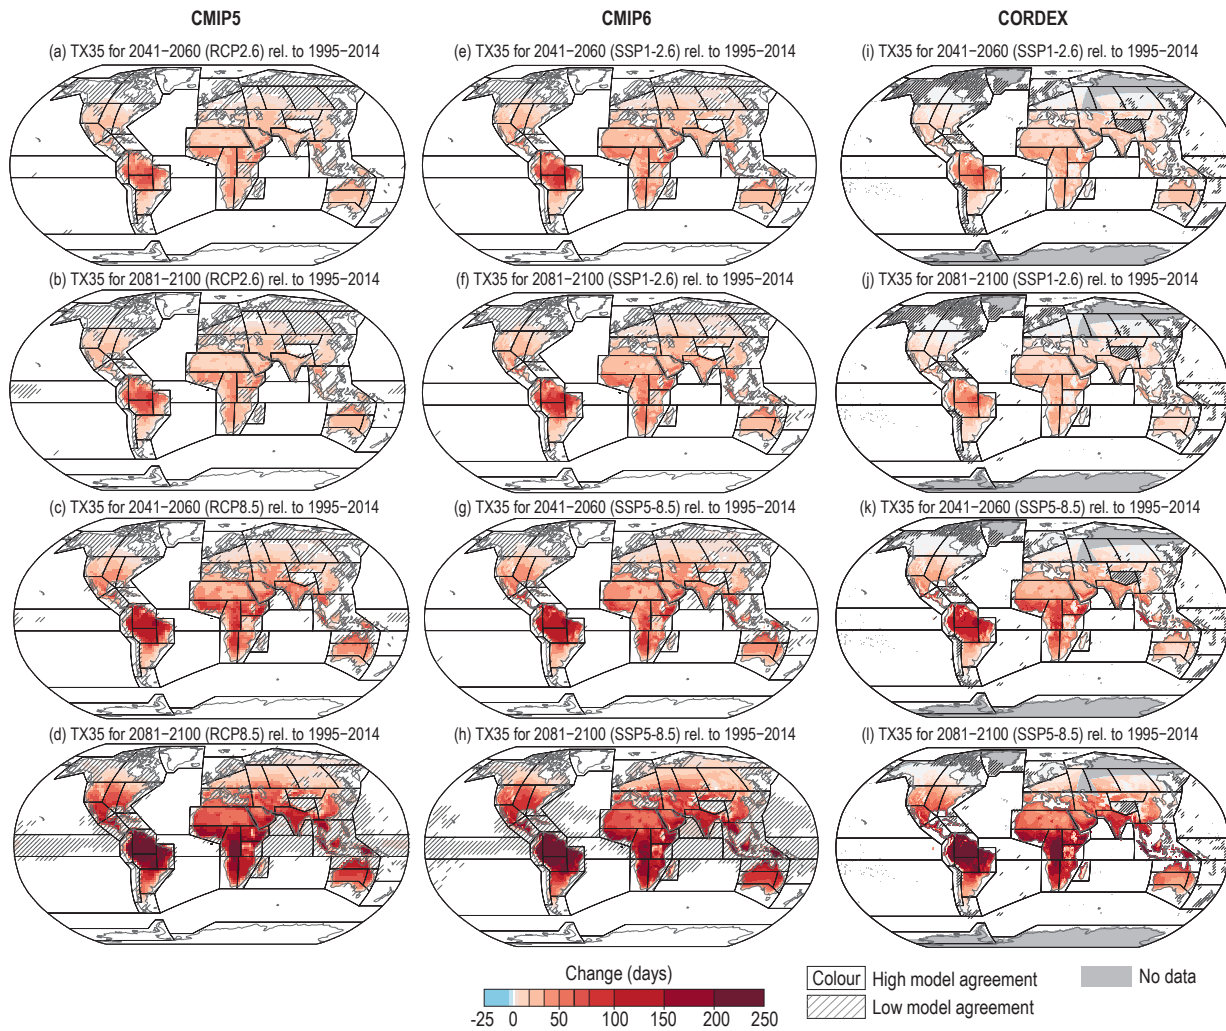 CMIP5 CMIP6 CORDEX
(a) TX35 for 2041−2060 (RCP2.6) rel. to 1995−2014
(e) TX35 for 2041−2060 (SSP1-2.6) rel. to 1995−2014
(i) TX35 for 2041−2060 (SSP1-2.6) rel. to 1995−2014
(b) TX35 for 2081−2100 (RCP2.6) rel. to 1995−2014
(f) TX35 for 2081−2100 (SSP1-2.6) rel. to 1995−2014
(j) TX35 for 2081−2100 (SSP1-2.6) rel. to 1995−2014
(c) TX35 for 2041−2060 (RCP8.5) rel. to 1995−2014
(g) TX35 for 2041−2060 (SSP5-8.5) rel. to 1995−2014
(k) TX35 for 2041−2060 (SSP5-8.5) rel. to 1995−2014
(d) TX35 for 2081−2100 (RCP8.5) rel. to 1995−2014
(h) TX35 for 2081−2100 (SSP5-8.5) rel. to 1995−2014
(l) TX35 for 2081−2100 (SSP5-8.5) rel. to 1995−2014
Change (days)
-25 0 50 100 150 200 250
Colour High model agreement
Low model agreement
No data